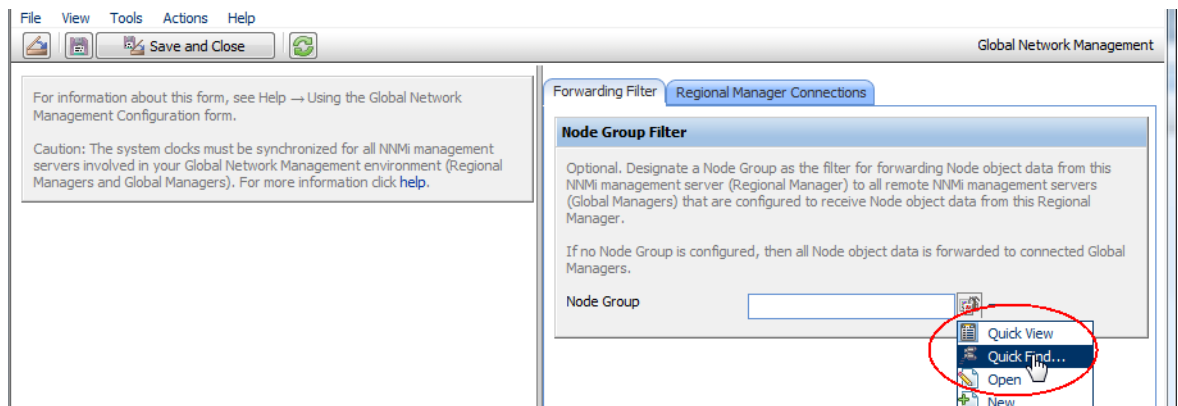 File View Tools Actions Help
Save and Close
Global Network Management
For information about this form, see Help → Using the Global Network
Management Configuration form.
Caution: The system clocks must be synchronized for all NNMi management
servers involved in your Global Network Management environment (Regional
Managers and Global Managers). For more information click help.
Forwarding Filter Regional Manager Connections
Node Group Filter
Optional. Designate a Node Group as the filter for forwarding Node object data from this
NNMi management server (Regional Manager) to all remote NNMi management servers
(Global Managers) that are configured to receive Node object data from this Regional
Manager.
If no Node Group is configured, then all Node object data is forwarded to connected Global
Managers.
Node Group
Quick View
Quick Find...
Open
New